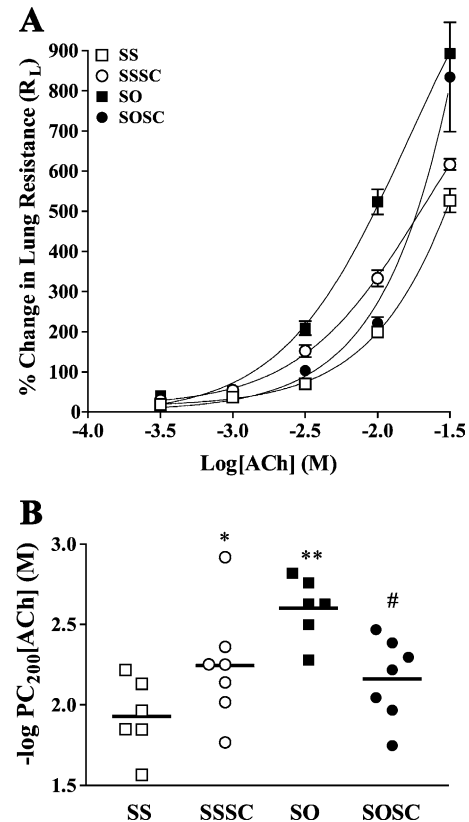 A
% Change in Lung Resistance (R_L)
900
800
700
600
500
400
300
200
100
0
SS
SSSC
SO
SOSC
-4.0 -3.5 -3.0 -2.5 -2.0 -1.5
Log[ACh] (M)
B
-log PC_200[ACh] (M)
3.0
2.5
2.0
1.5
*
**
#
SS SSSC SO SOSC